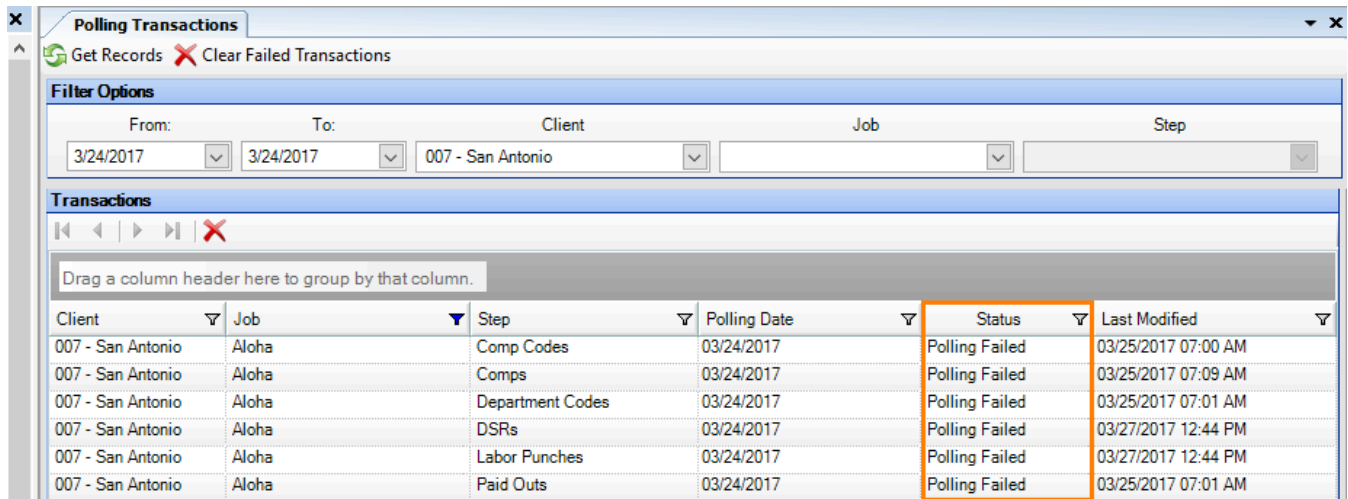 Polling Transactions
Get Records Clear Failed Transactions
Filter Options
From: To: Client Job Step
3/24/2017 3/24/2017 007 - San Antonio
Transactions
Drag a column header here to group by that column.
Client Job Step Polling Date Status Last Modified
007 - San Antonio Aloha Comp Codes 03/24/2017 Polling Failed 03/25/2017 07:00 AM
007 - San Antonio Aloha Comps 03/24/2017 Polling Failed 03/25/2017 07:09 AM
007 - San Antonio Aloha Department Codes 03/24/2017 Polling Failed 03/25/2017 07:01 AM
007 - San Antonio Aloha DSRs 03/24/2017 Polling Failed 03/27/2017 12:44 PM
007 - San Antonio Aloha Labor Punches 03/24/2017 Polling Failed 03/27/2017 12:44 PM
007 - San Antonio Aloha Paid Outs 03/24/2017 Polling Failed 03/25/2017 07:01 AM